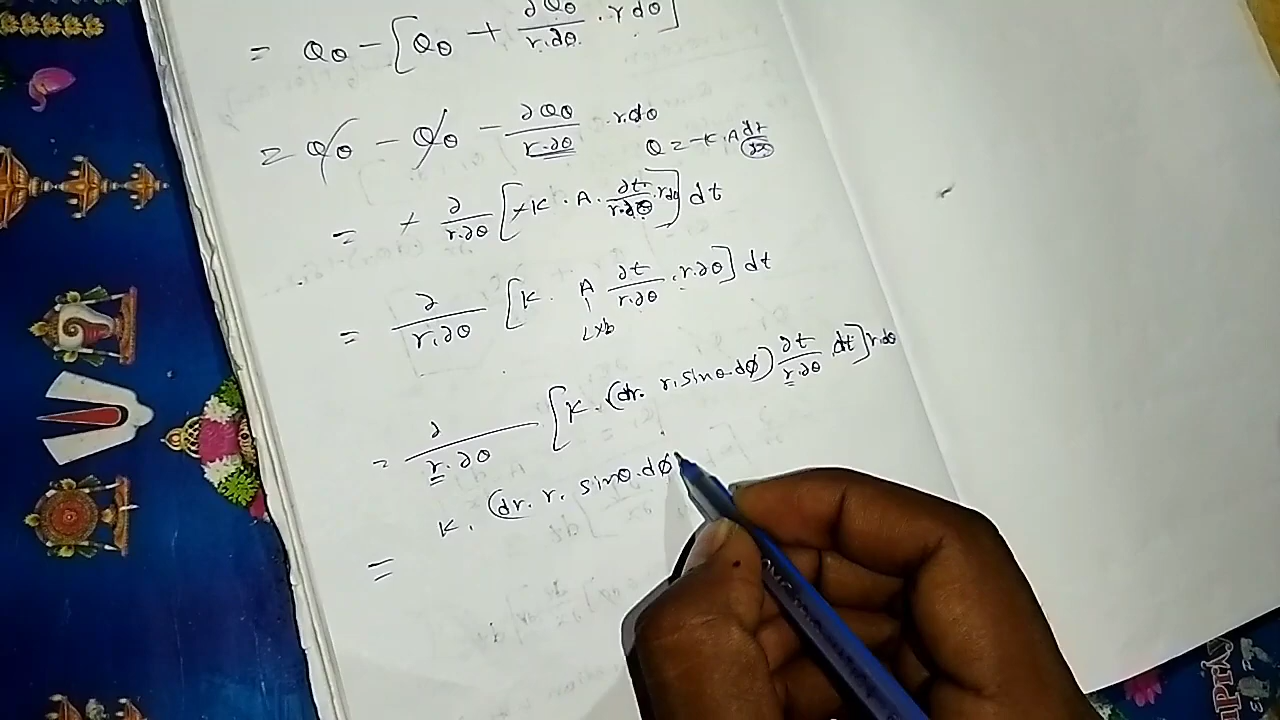 = Qθ - [Qθ + ∂Qθ/r.∂θ . r dθ]
= Qθ - Qθ - ∂Qθ/r.∂θ . r.dθ
Q = -K.A dt/dx
= + ∂/r.∂θ [+K . A . ∂t/r.∂θ . r dθ] dt
= ∂/r.∂θ [K . A ∂t/r.∂θ . r.∂θ] dt
L×b
= ∂/r.∂θ [K . (dr. r. sinθ.dϕ) ∂t/r.∂θ . dt] r.dθ
= K . (dr. r. sinθ.dϕ